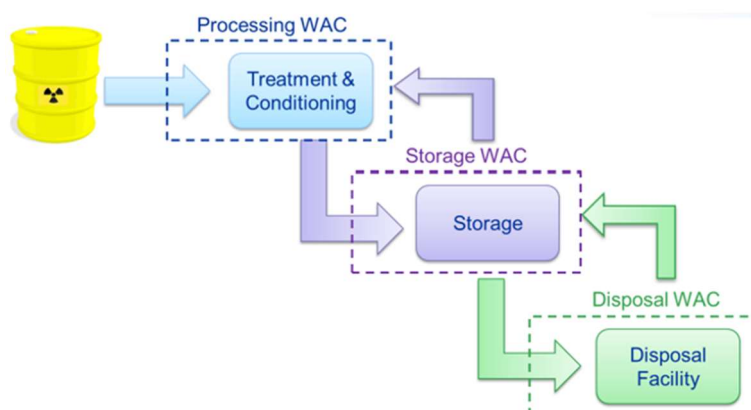 Processing WAC
Treatment &
Conditioning
Storage WAC
Storage
Disposal WAC
Disposal
Facility